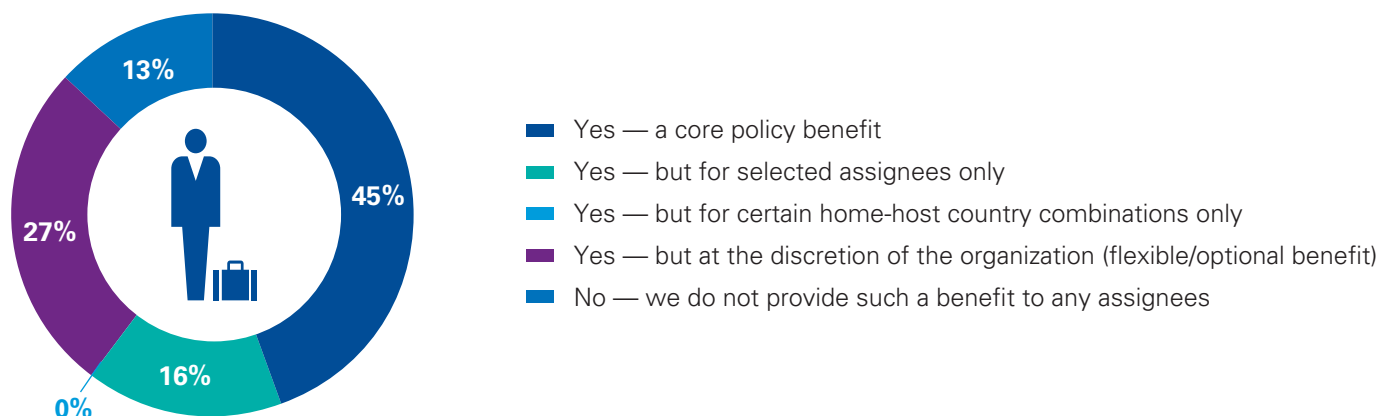 13%
45%
27%
16%
0%
Yes — a core policy benefit
Yes — but for selected assignees only
Yes — but for certain home-host country combinations only
Yes — but at the discretion of the organization (flexible/optional benefit)
No — we do not provide such a benefit to any assignees